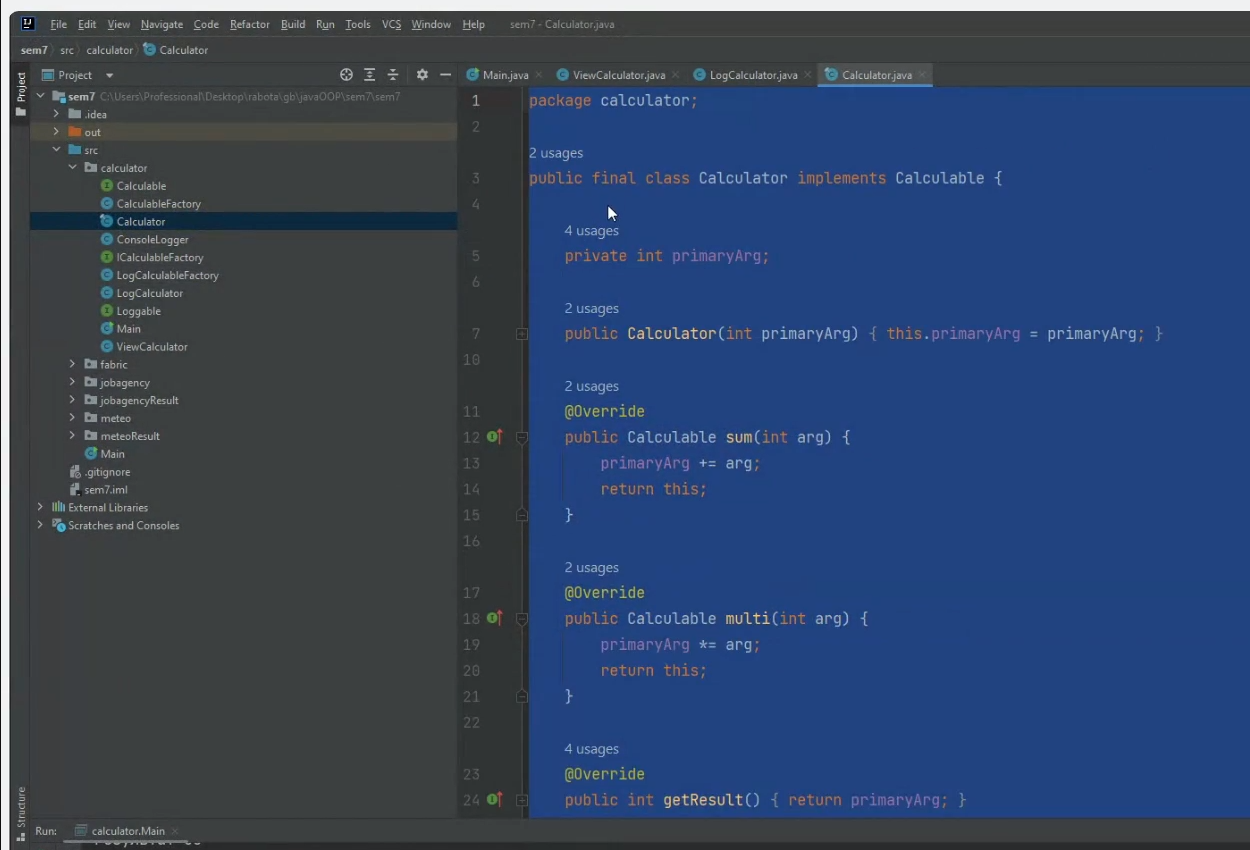 File Edit View Navigate Code Refactor Build Run Tools VCS Window Help sem7 - Calculator.java
sem7 src calculator Calculator
Project
Project
Main.java ViewCalculator.java LogCalculator.java Calculator.java
sem7 C:\Users\Professional\Desktop\rabota\gb\javaOOP\sem7\sem7
.idea
out
src
calculator
Calculable
CalculableFactory
Calculator
ConsoleLogger
ICalculableFactory
LogCalculableFactory
LogCalculator
Loggable
Main
ViewCalculator
fabric
jobagency
jobagencyResult
meteo
meteoResult
Main
.gitignore
sem7.iml
External Libraries
Scratches and Consoles
1 package calculator;
2
2 usages
3 public final class Calculator implements Calculable {
4
4 usages
5 private int primaryArg;
6
2 usages
7 public Calculator(int primaryArg) { this.primaryArg = primaryArg; }
10
2 usages
11 @Override
12 public Calculable sum(int arg) {
13 primaryArg += arg;
14 return this;
15 }
16
2 usages
17 @Override
18 public Calculable multi(int arg) {
19 primaryArg *= arg;
20 return this;
21 }
22
4 usages
23 @Override
24 public int getResult() { return primaryArg; }
Structure
Run: calculator.Main